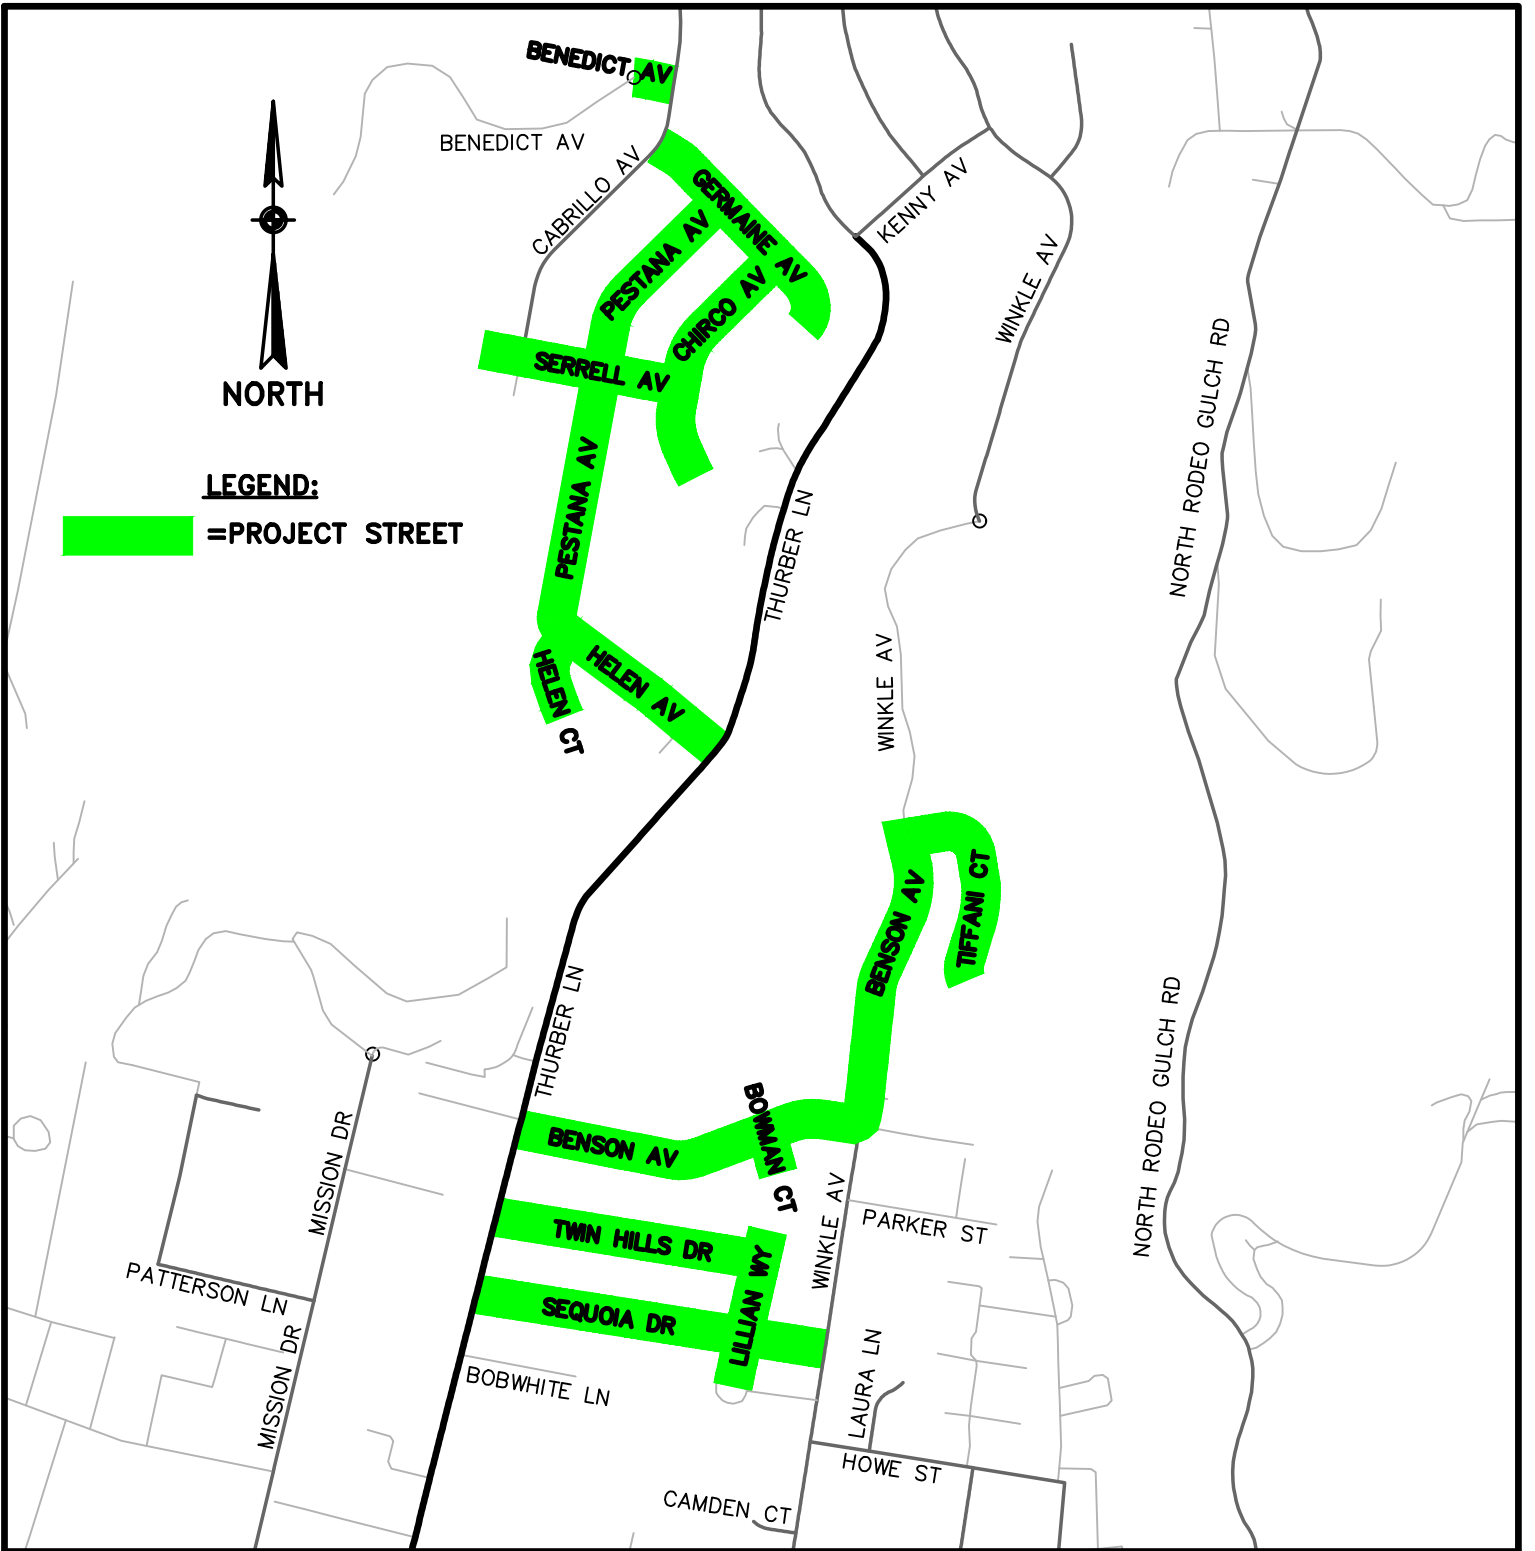 BENEDICT AV
BENEDICT AV
CABRILLO AV
KENNY AV
GERMAINE AV
PESTANA AV
CHIRCO AV
WINKLE AV
SERRELL AV
NORTH
NORTH RODEO GULCH RD
LEGEND:
=PROJECT STREET
PESTANA AV
THURBER LN
HELEN AV
HELEN CT
WINKLE AV
BENSON AV
TIFFANI CT
THURBER LN
NORTH RODEO GULCH RD
MISSION DR
BENSON AV
BOWMAN CT
WINKLE AV
PARKER ST
TWIN HILLS DR
LILLIAN WY
PATTERSON LN
SEQUOIA DR
MISSION DR
BOBWHITE LN
LAURA LN
HOWE ST
CAMDEN CT